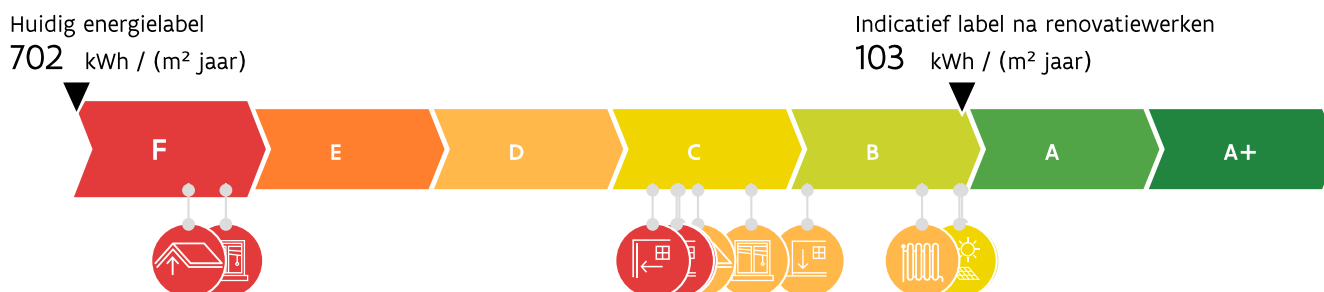 Huidig energielabel
702 kWh / (m² jaar)
Indicatief label na renovatiewerken
103 kWh / (m² jaar)
F E D C B A A+